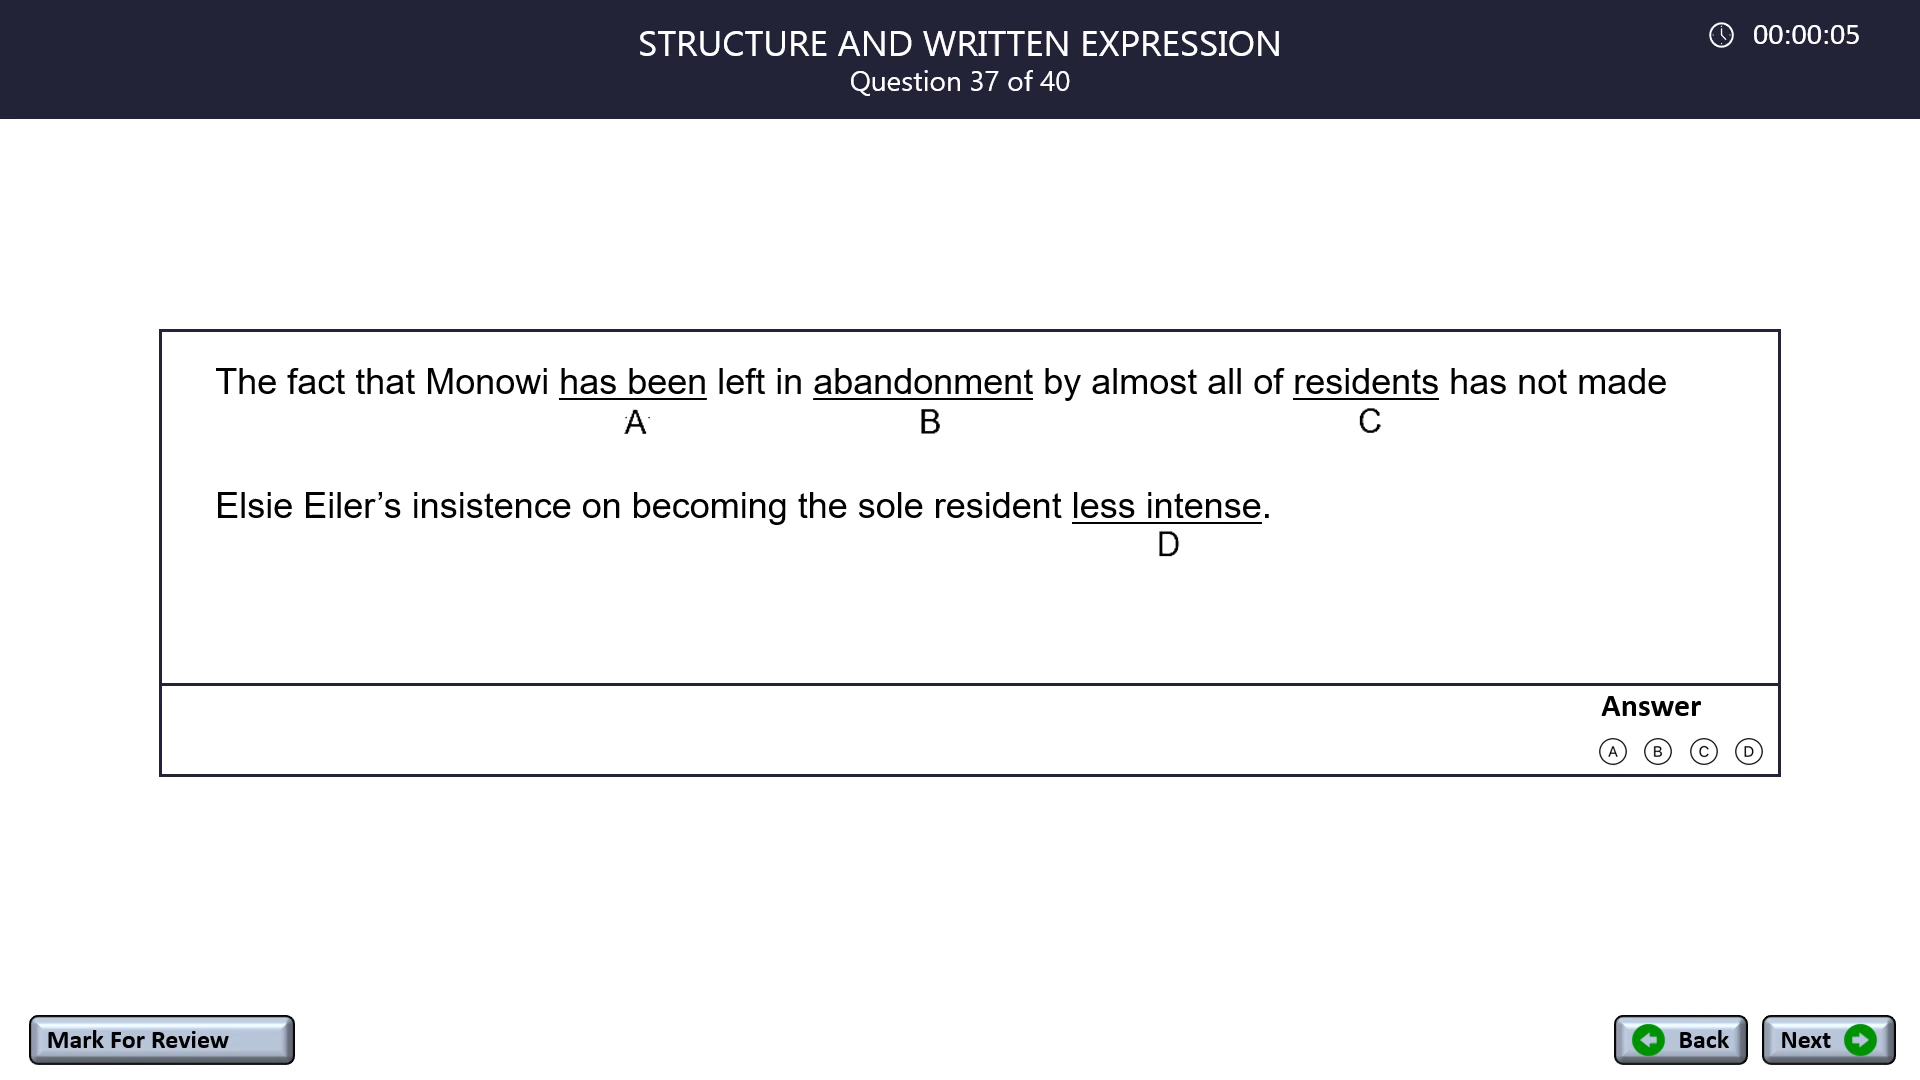 STRUCTURE AND WRITTEN EXPRESSION
00:00:05
Question 37 of 40
The fact that Monowi has been left in abandonment by almost all of residents has not made
A B C
Elsie Eiler’s insistence on becoming the sole resident less intense.
D
Answer
A B C D
Mark For Review
Back
Next